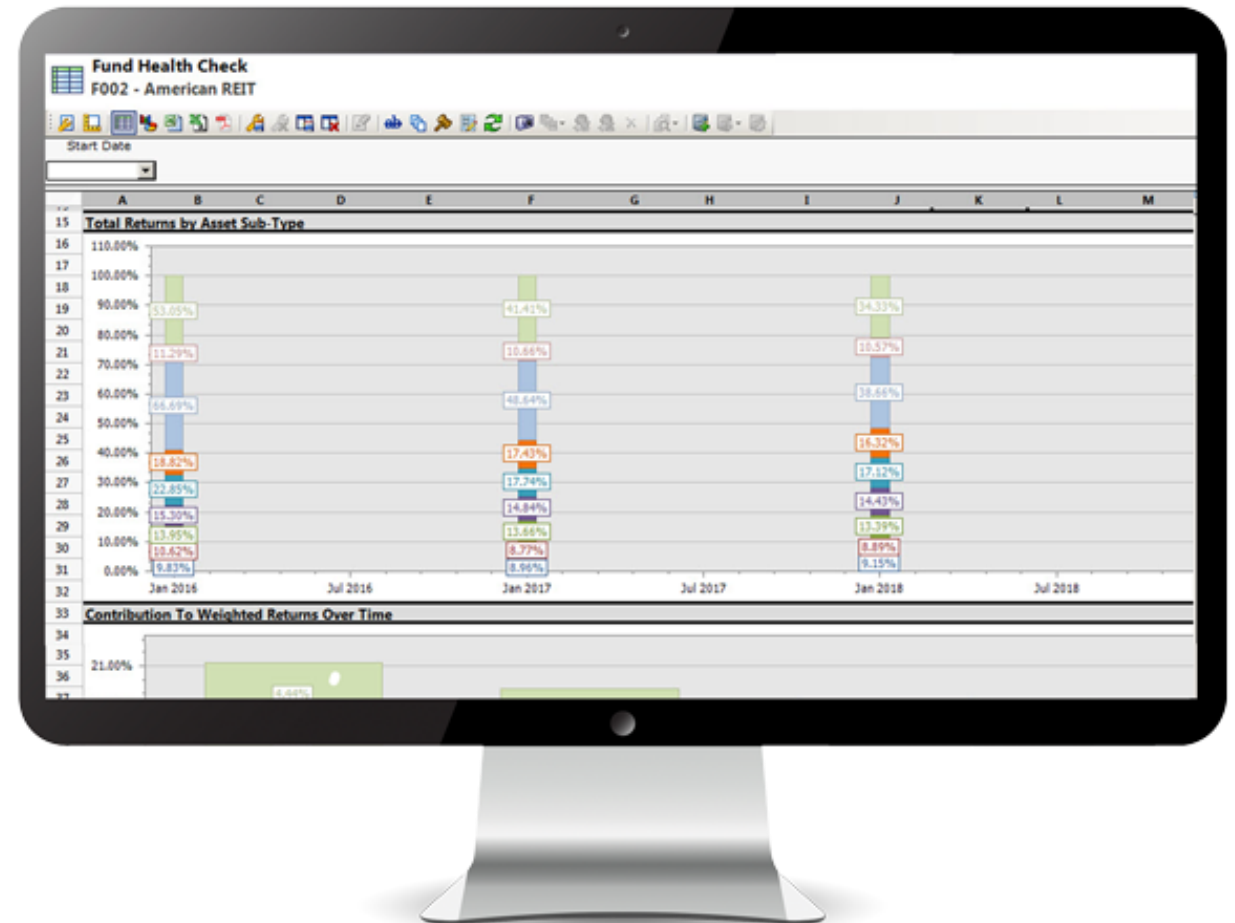 Fund Health Check
F002 - American REIT
Start Date
A B C D E F G H I J K L M
15 Total Returns by Asset Sub-Type
16 110.00%
17
18 100.00%
19 90.00% 53.05% 41.41% 34.33%
20 80.00%
21 11.29% 10.66% 10.57%
22 70.00%
23 60.00% 66.69% 48.64% 38.66%
24 50.00%
25 40.00% 18.82% 17.43% 16.32%
26
27 30.00% 22.85% 17.74% 17.12%
28 20.00% 15.30% 14.84% 14.43%
29 13.95% 13.66% 13.39%
30 10.00% 10.62% 8.77% 8.89%
31 0.00% 9.83% 8.96% 9.15%
32 Jan 2016 Jul 2016 Jan 2017 Jul 2017 Jan 2018 Jul 2018
33 Contribution To Weighted Returns Over Time
34
35 21.00%
36
37 4.44%